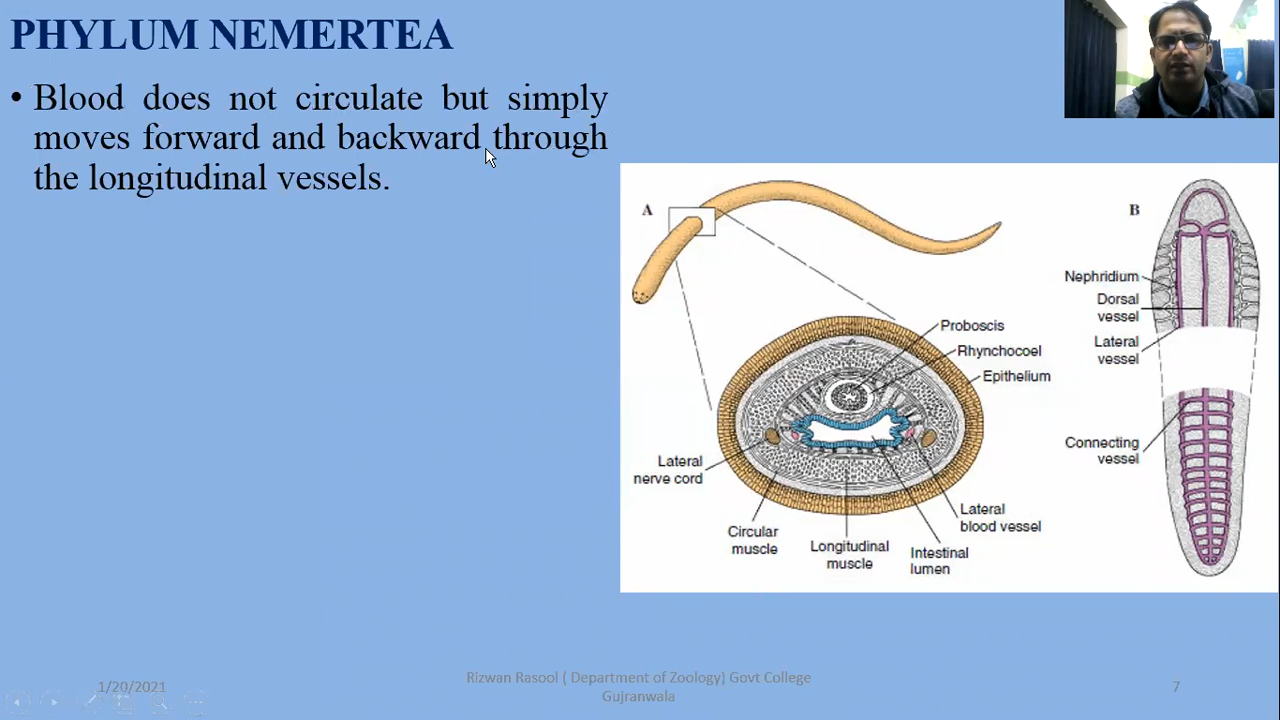 PHYLUM NEMERTEA
• Blood does not circulate but simply
moves forward and backward through
the longitudinal vessels.
A
B
Nephridium
Dorsal
vessel
Lateral
vessel
Proboscis
Rhynchocoel
Epithelium
Connecting
vessel
Lateral
nerve cord
Lateral
blood vessel
Circular
muscle
Longitudinal
muscle
Intestinal
lumen
1/20/2021
Rizwan Rasool ( Department of Zoology) Govt College
Gujranwala
7